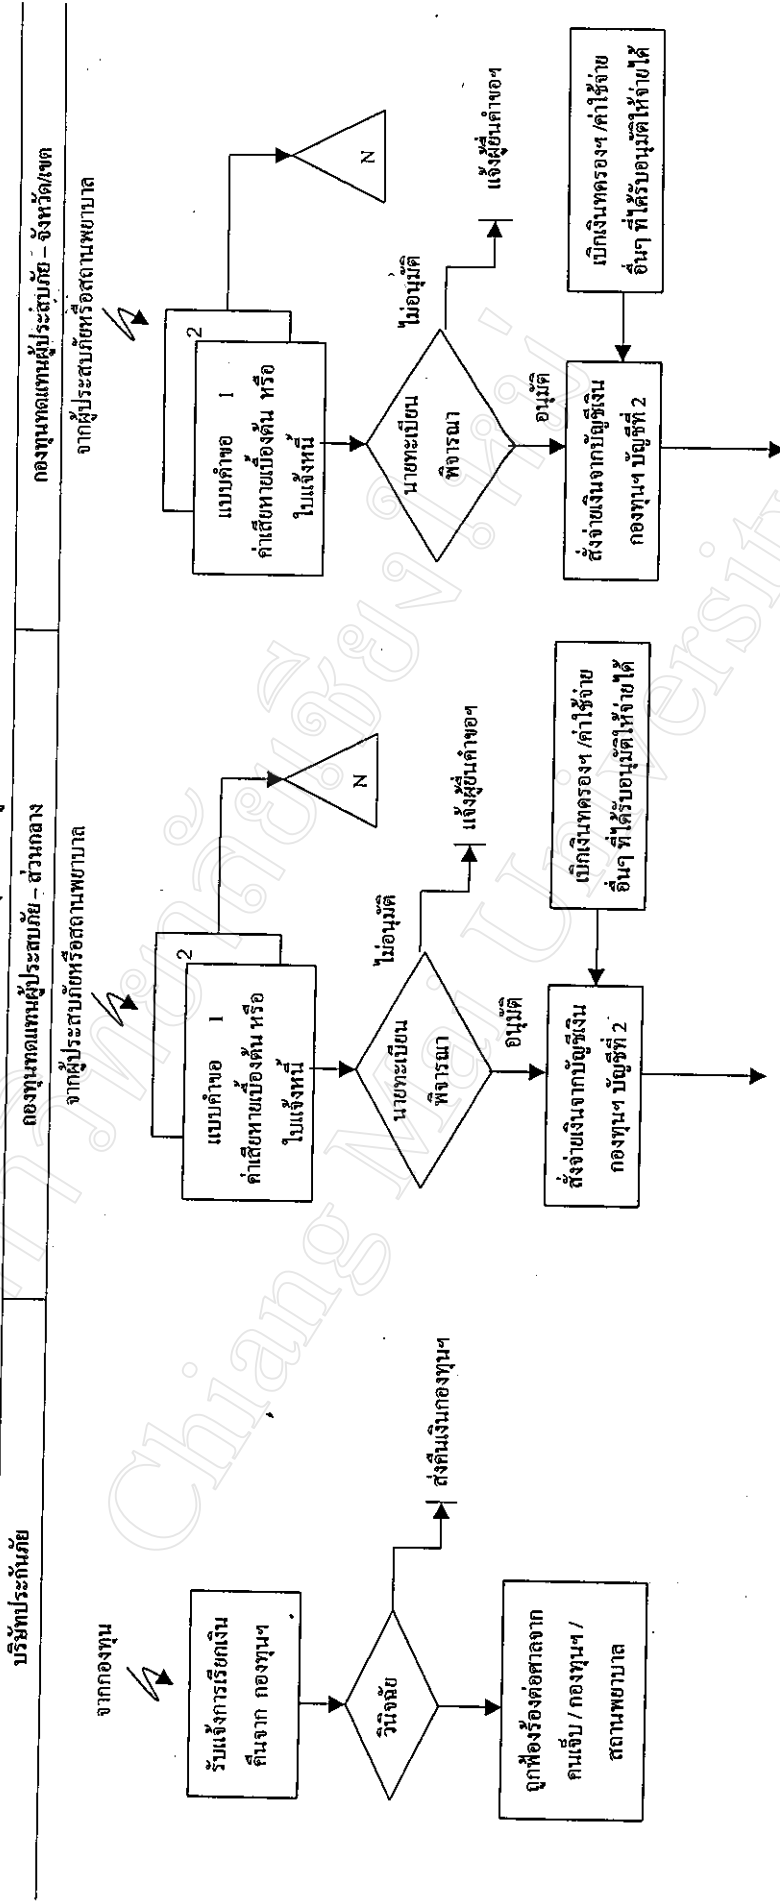 บริษัทประกันภัย
กองทุนทดแทนผู้ประสบภัย – ส่วนกลาง
กองทุนทดแทนผู้ประสบภัย – จังหวัด/เขต
จากกองทุน
รับแจ้งการเรียกเงิน
คืนจาก กองทุนฯ
วินิจฉัย
ส่งคืนเงินกองทุนฯ
ถูกฟ้องร้องต่อศาลจาก
คนเจ็บ / กองทุนฯ /
สถานพยาบาล
จากผู้ประสบภัยหรือสถานพยาบาล
2
แบบคำขอ 1
ค่าเสียหายเบื้องต้น หรือ
ใบแจ้งหนี้
N
นายทะเบียน
พิจารณา
ไม่อนุมัติ
แจ้งผู้ยื่นคำขอฯ
อนุมัติ
สั่งจ่ายเงินจากบัญชีเงิน
กองทุนฯ บัญชีที่ 2
เบิกเงินทดรองฯ /ค่าใช้จ่าย
อื่นๆ ที่ได้รับอนุมัติให้จ่ายได้
จากผู้ประสบภัยหรือสถานพยาบาล
2
แบบคำขอ 1
ค่าเสียหายเบื้องต้น หรือ
ใบแจ้งหนี้
N
นายทะเบียน
พิจารณา
ไม่อนุมัติ
แจ้งผู้ยื่นคำขอฯ
อนุมัติ
สั่งจ่ายเงินจากบัญชีเงิน
กองทุนฯ บัญชีที่ 2
เบิกเงินทดรองฯ /ค่าใช้จ่าย
อื่นๆ ที่ได้รับอนุมัติให้จ่ายได้
Chiang Mai Universit